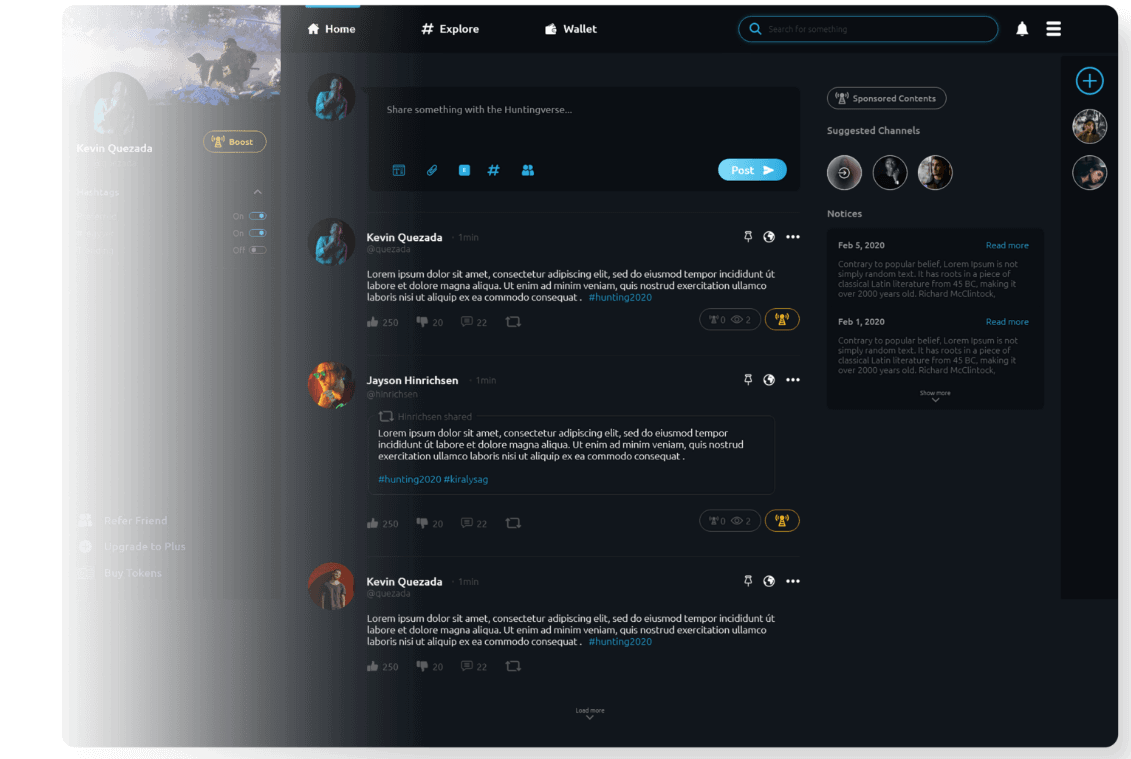 Home
Explore
Wallet
Search for something
Kevin Quezada
Boost
Hashtags
On
On
Off
Refer Friend
Upgrade to Plus
Buy Tokens
Share something with the Huntingverse...
Post
Kevin Quezada · 1min
@quezada
Lorem ipsum dolor sit amet, consectetur adipiscing elit, sed do eiusmod tempor incididunt út
labore et dolore magna aliqua. Ut enim ad minim veniam, quis nostrud exercitation ullamco
laboris nisi ut aliquip ex ea commodo consequat . #hunting2020
250 20 22 0 2
Jayson Hinrichsen · 1min
@hinrichsen
Hinrichsen shared
Lorem ipsum dolor sit amet, consectetur adipiscing elit, sed do eiusmod tempor
incididunt út labore et dolore magna aliqua. Ut enim ad minim veniam, quis nostrud
exercitation ullamco laboris nisi ut aliquip ex ea commodo consequat .
#hunting2020 #kiralysag
250 20 22 0 2
Kevin Quezada · 1min
@quezada
Lorem ipsum dolor sit amet, consectetur adipiscing elit, sed do eiusmod tempor incididunt út
labore et dolore magna aliqua. Ut enim ad minim veniam, quis nostrud exercitation ullamco
laboris nisi ut aliquip ex ea commodo consequat . #hunting2020
250 20 22
Load more
Sponsored Contents
Suggested Channels
Notices
Feb 5, 2020 Read more
Contrary to popular belief, Lorem Ipsum is not
simply random text. It has roots in a piece of
classical Latin literature from 45 BC, making it
over 2000 years old. Richard McClintock,
Feb 1, 2020 Read more
Contrary to popular belief, Lorem Ipsum is not
simply random text. It has roots in a piece of
classical Latin literature from 45 BC, making it
over 2000 years old. Richard McClintock,
Show more